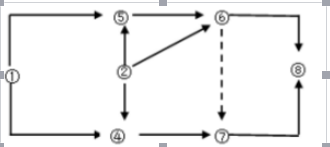 ⑤ ⑥
① ② ⑧
④ ⑦